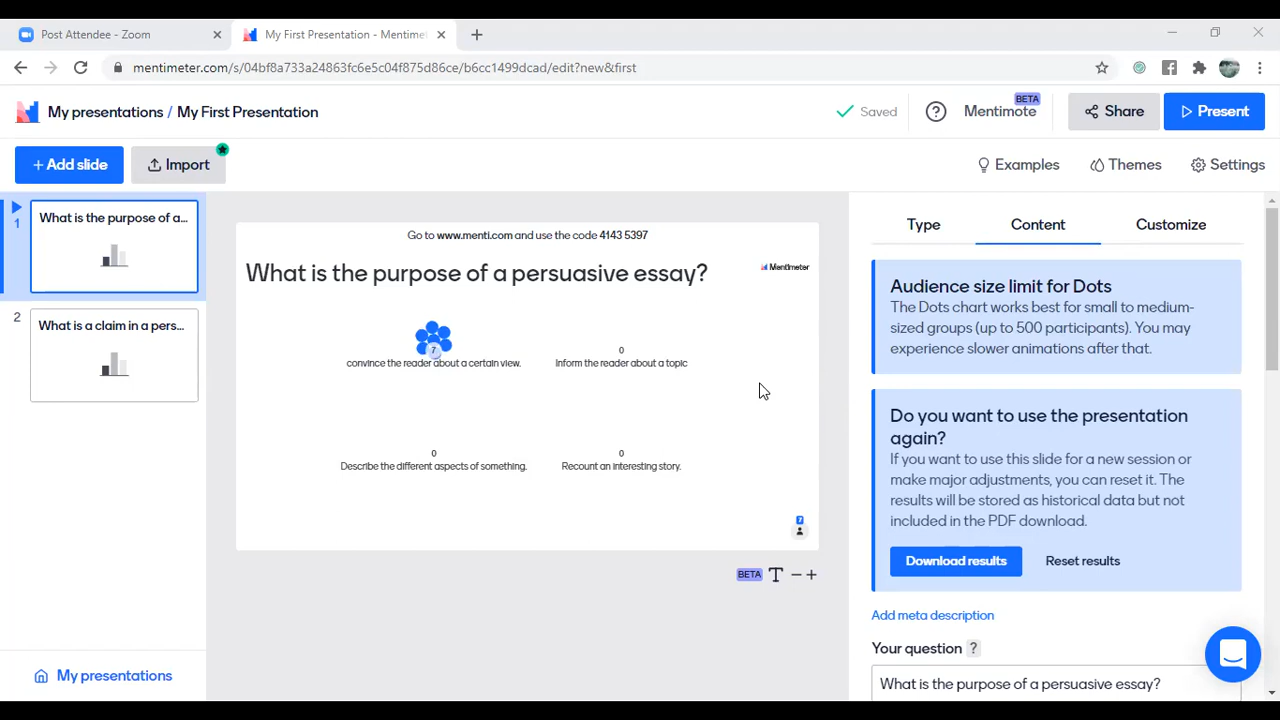 Post Attendee - Zoom
My First Presentation - Mentimet
mentimeter.com/s/04bf8a733a24863fc6e5c04f875d86ce/b6cc1499dcad/edit?new&first
My presentations / My First Presentation
Saved
?
Mentimote
BETA
Share
Present
+ Add slide
Import
Examples
Themes
Settings
1
What is the purpose of a...
2
What is a claim in a pers...
My presentations
Go to www.menti.com and use the code 4143 5397
What is the purpose of a persuasive essay?
Mentimeter
7
convince the reader about a certain view.
0
Inform the reader about a topic
0
Describe the different aspects of something.
0
Recount an interesting story.
7
BETA T − +
Type
Content
Customize
Audience size limit for Dots
The Dots chart works best for small to medium-
sized groups (up to 500 participants). You may
experience slower animations after that.
Do you want to use the presentation
again?
If you want to use this slide for a new session or
make major adjustments, you can reset it. The
results will be stored as historical data but not
included in the PDF download.
Download results
Reset results
Add meta description
Your question ?
What is the purpose of a persuasive essay?